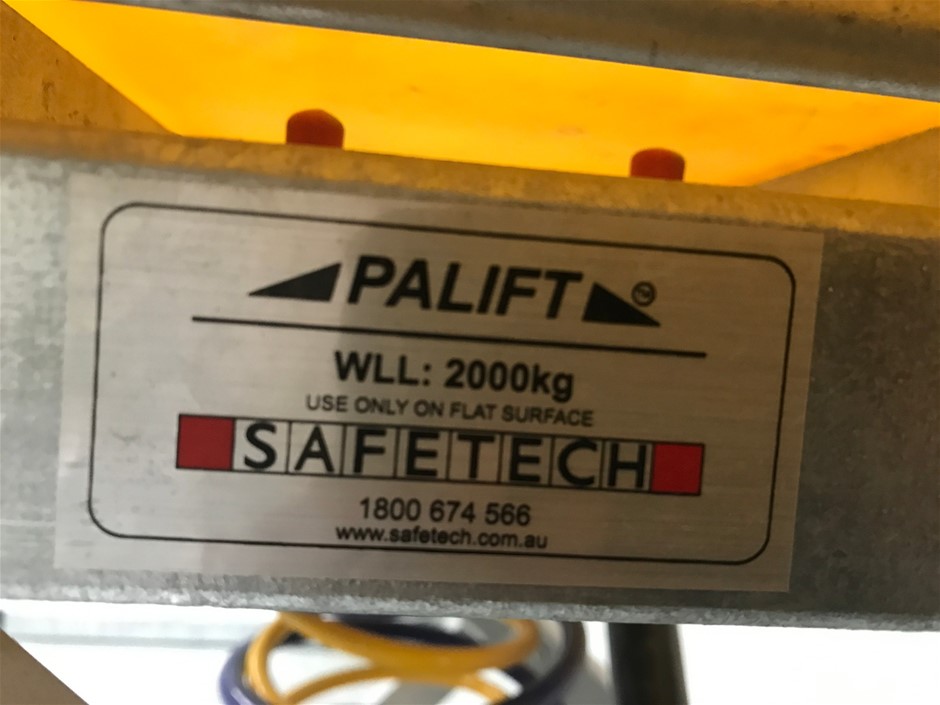 PALIFT
WLL: 2000kg
USE ONLY ON FLAT SURFACE
SAFETECH
1800 674 566
www.safetech.com.au